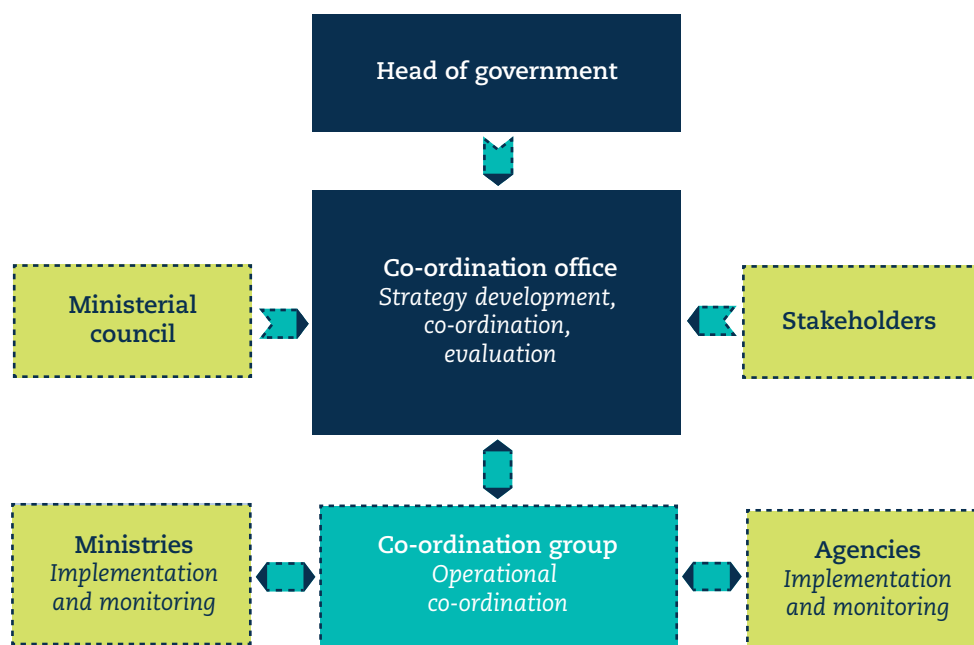 Head of government
Co-ordination office
Strategy development,
co-ordination,
evaluation
Ministerial
council
Stakeholders
Ministries
Implementation
and monitoring
Co-ordination group
Operational
co-ordination
Agencies
Implementation
and monitoring